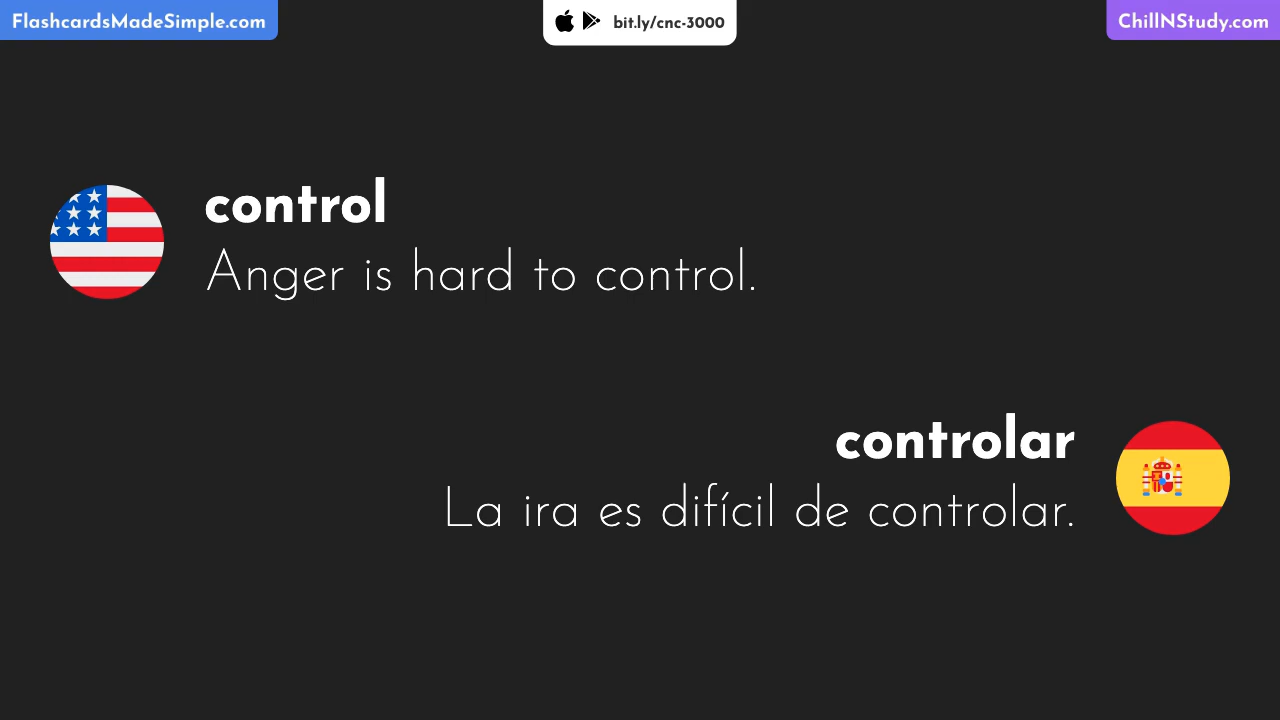 FlashcardsMadeSimple.com
bit.ly/cnc-3000
ChillNStudy.com
control
Anger is hard to control.
controlar
La ira es difícil de controlar.